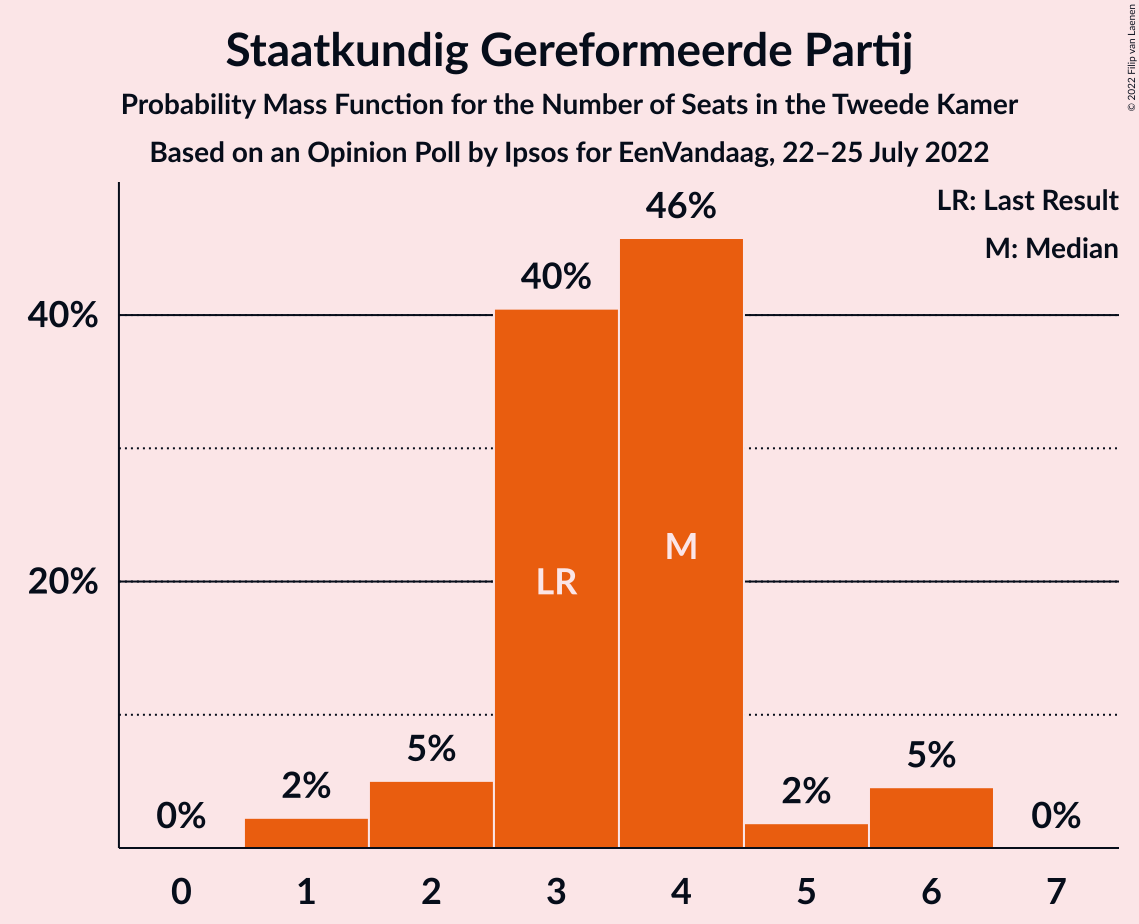 Staatkundig Gereformeerde Partij
Probability Mass Function for the Number of Seats in the Tweede Kamer
Based on an Opinion Poll by Ipsos for EenVandaag, 22–25 July 2022
© 2022 Filip van Laenen
LR: Last Result
M: Median
46%
40%
40%
M
LR
20%
5%
5%
2%
2%
0%
0%
0 1 2 3 4 5 6 7